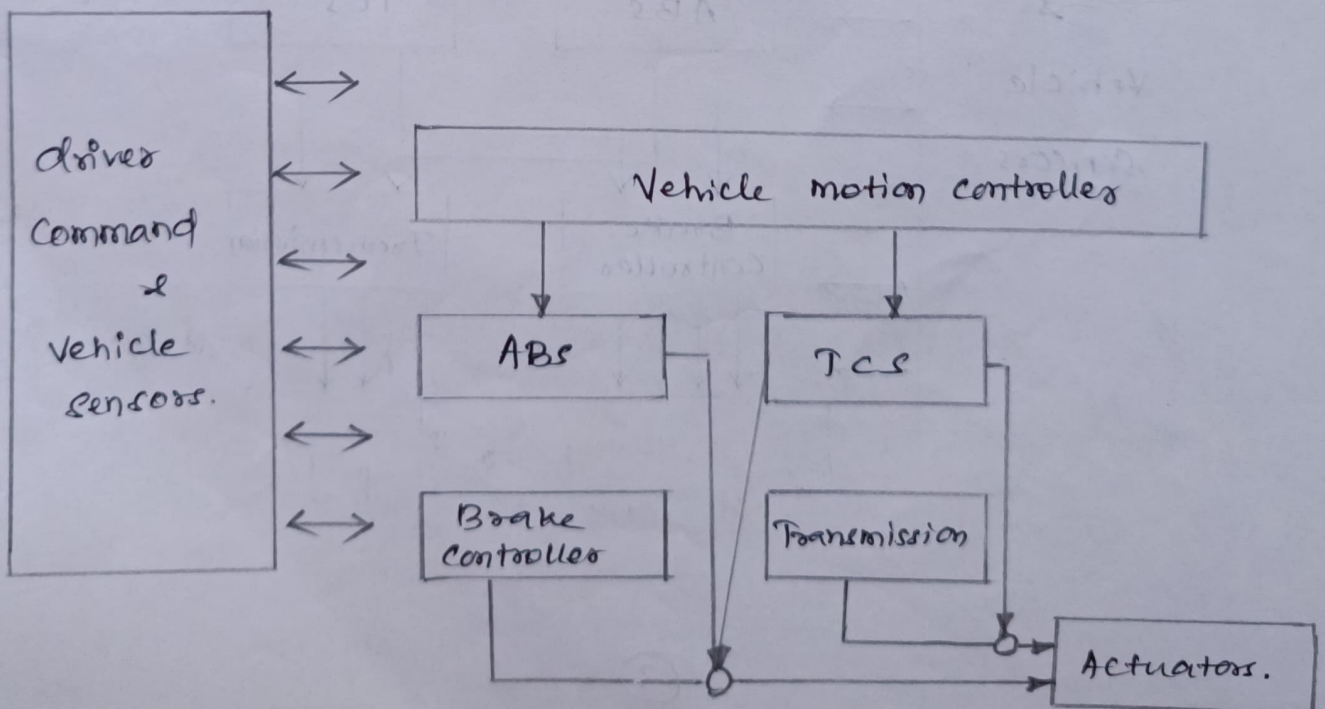 driver
command
&
vehicle
sensors.
Vehicle motion controller
ABS
TCS
Brake
controller
Transmission
Actuators.